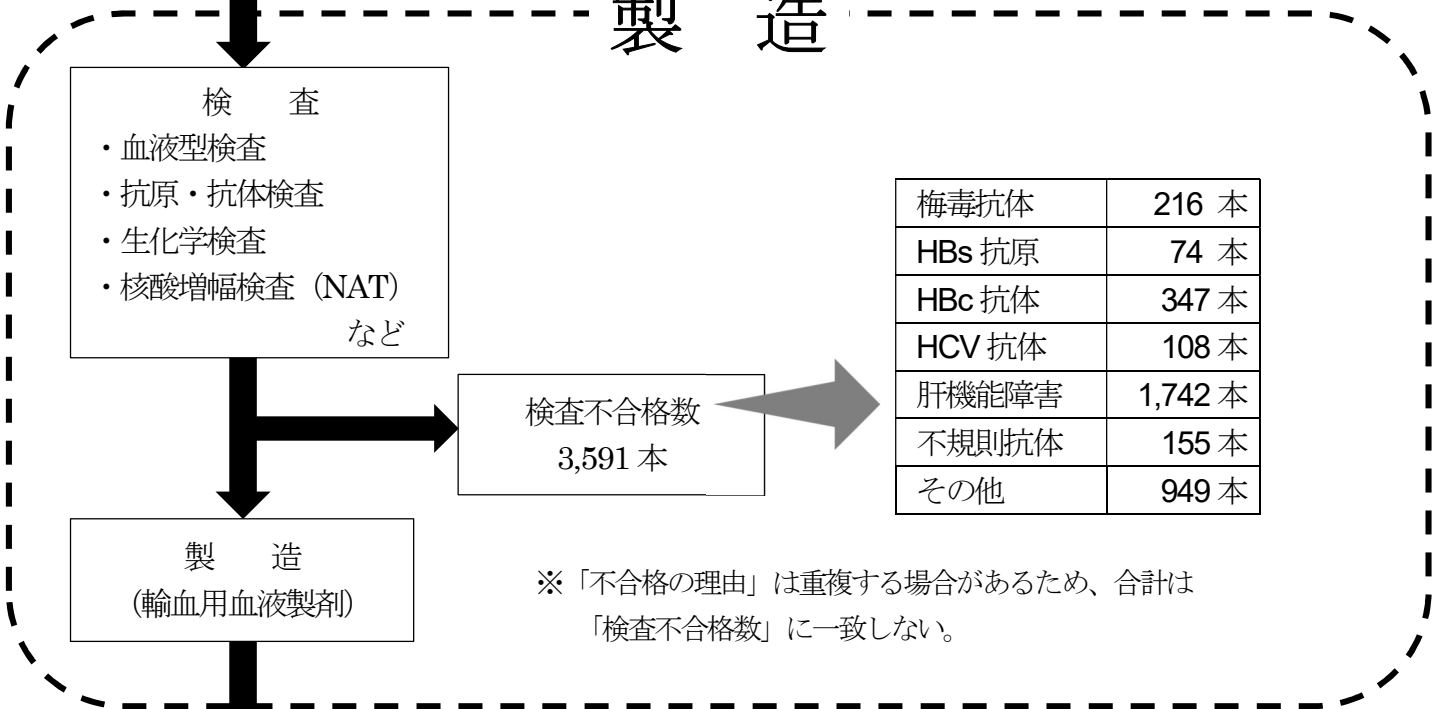 製 造
検 査
・血液型検査
・抗原・抗体検査
・生化学検査
・核酸増幅検査（NAT）
など
検査不合格数
3,591 本
梅毒抗体 216 本
HBs 抗原 74 本
HBc 抗体 347 本
HCV 抗体 108 本
肝機能障害 1,742 本
不規則抗体 155 本
その他 949 本
製 造
(輸血用血液製剤)
※「不合格の理由」は重複する場合があるため、合計は
「検査不合格数」に一致しない。